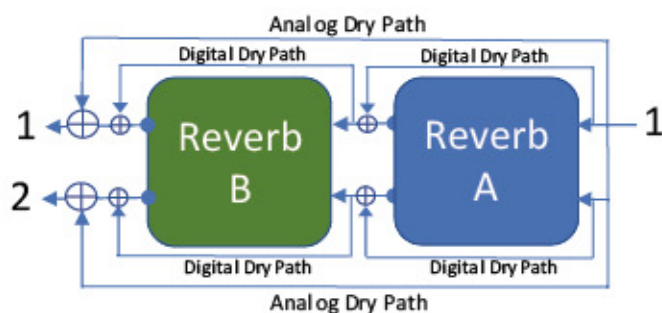 Analog Dry Path
Digital Dry Path
Digital Dry Path
1
Reverb
B
Reverb
A
1
2
Digital Dry Path
Digital Dry Path
Analog Dry Path